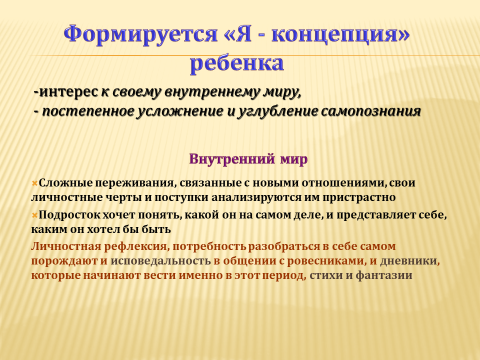 Формируется «Я - концепция»
ребенка
-интерес к своему внутреннему миру,
- постепенное усложнение и углубление самопознания
Внутренний мир
Сложные переживания, связанные с новыми отношениями, свои
личностные черты и поступки анализируются им пристрастно
Подросток хочет понять, какой он на самом деле, и представляет себе,
каким он хотел бы быть
Личностная рефлексия, потребность разобраться в себе самом
порождают и исповедальность в общении с ровесниками, и дневники,
которые начинают вести именно в этот период, стихи и фантазии